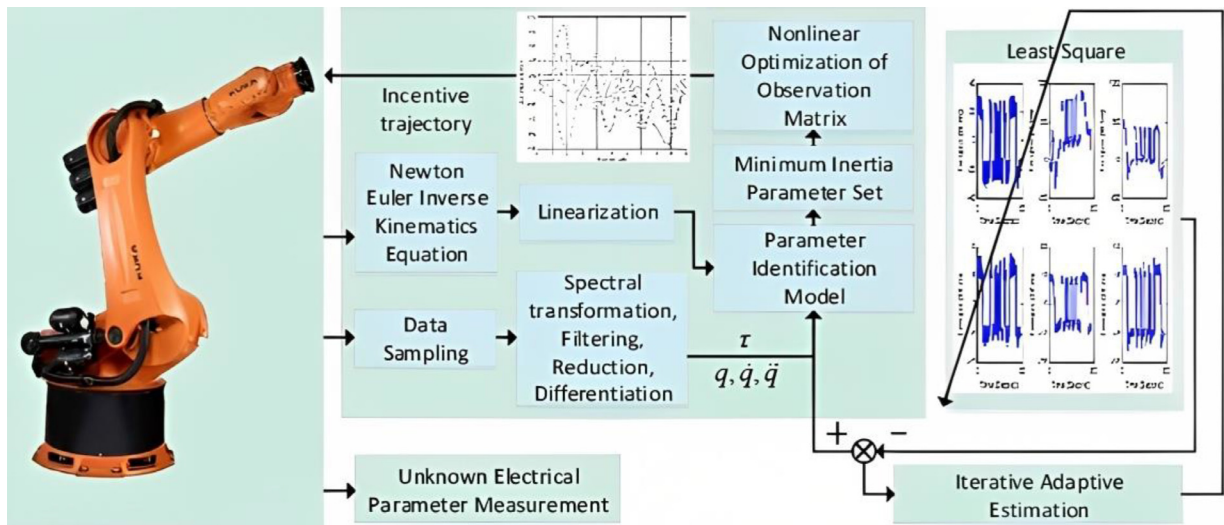 Incentive
trajectory
Nonlinear
Optimization of
Observation
Matrix
Least Square
Newton
Euler Inverse
Kinematics
Equation
Linearization
Minimum Inertia
Parameter Set
Parameter
Identification
Model
Data
Sampling
Spectral
transformation,
Filtering,
Reduction,
Differentiation
τ
q, q̇, q̈
+
−
Unknown Electrical
Parameter Measurement
Iterative Adaptive
Estimation